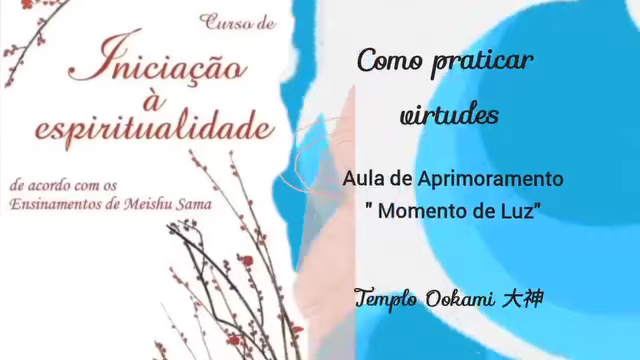 Curso de
Iniciação
à
espiritualidade
de acordo com os
Ensinamentos de Meishu Sama
Como praticar
virtudes
Aula de Aprimoramento
" Momento de Luz"
Templo Ookami 大神